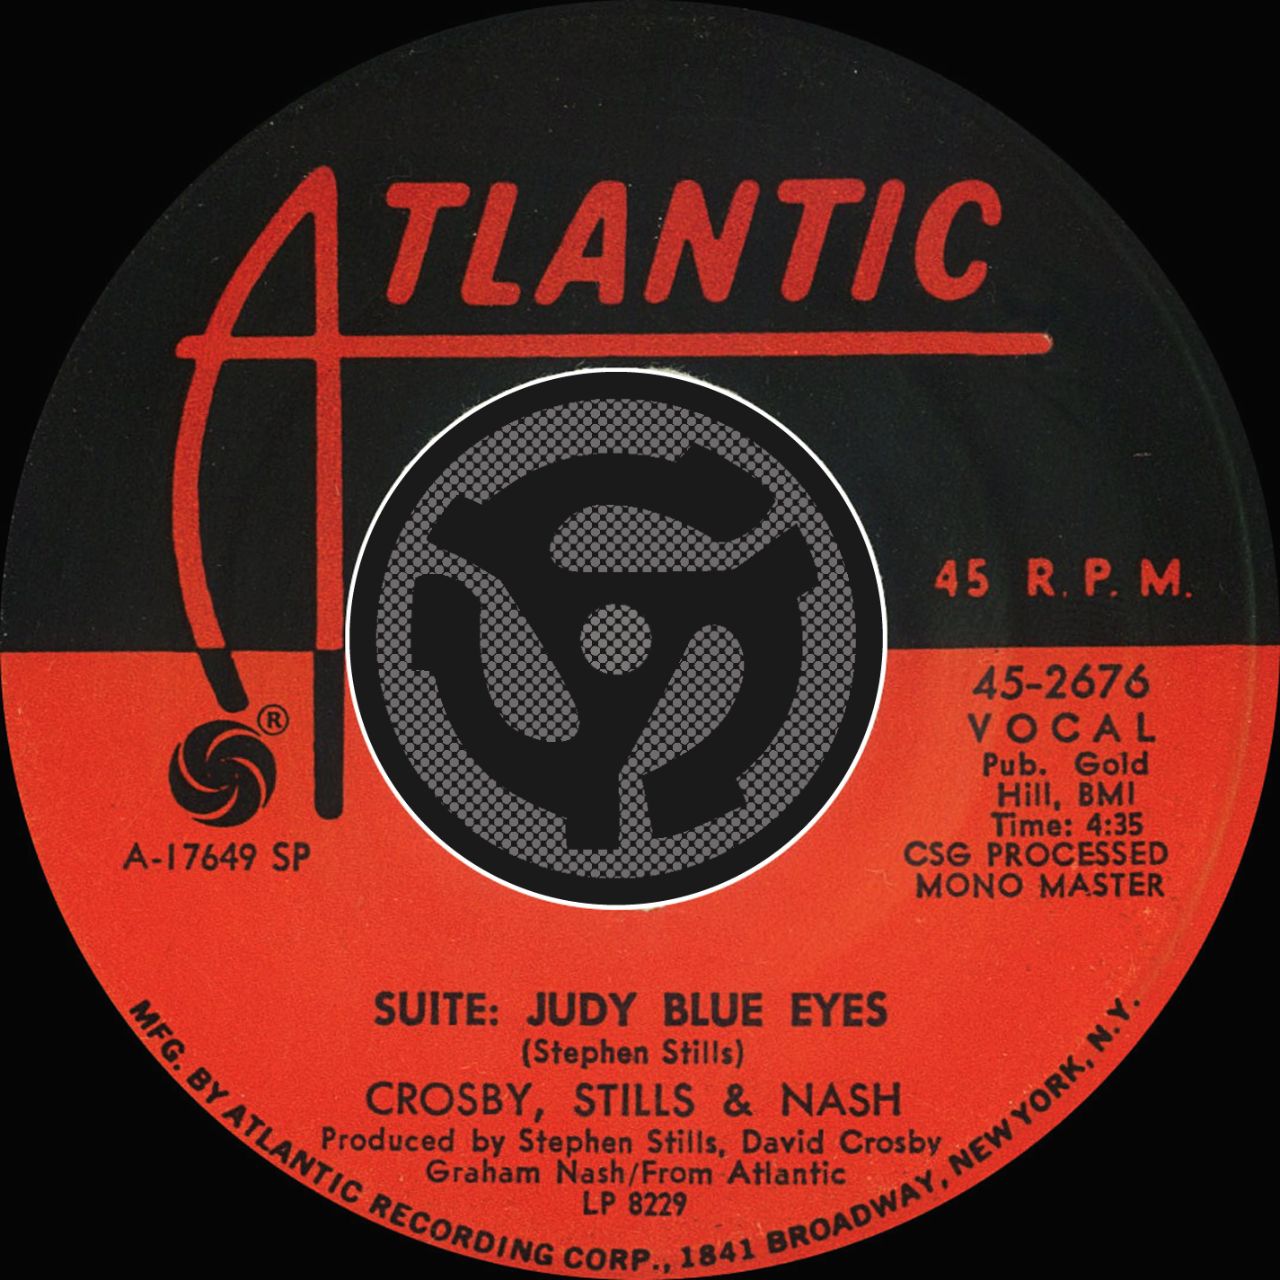 ATLANTIC
45 R.P.M.
45-2676
VOCAL
Pub. Gold
Hill, BMI
Time: 4:35
CSG PROCESSED
MONO MASTER
®
A-17649 SP
SUITE: JUDY BLUE EYES
(Stephen Stills)
CROSBY, STILLS & NASH
Produced by Stephen Stills, David Crosby
Graham Nash/From Atlantic
LP 8229
MFG. BY ATLANTIC RECORDING CORP., 1841 BROADWAY, NEW YORK, N.Y.